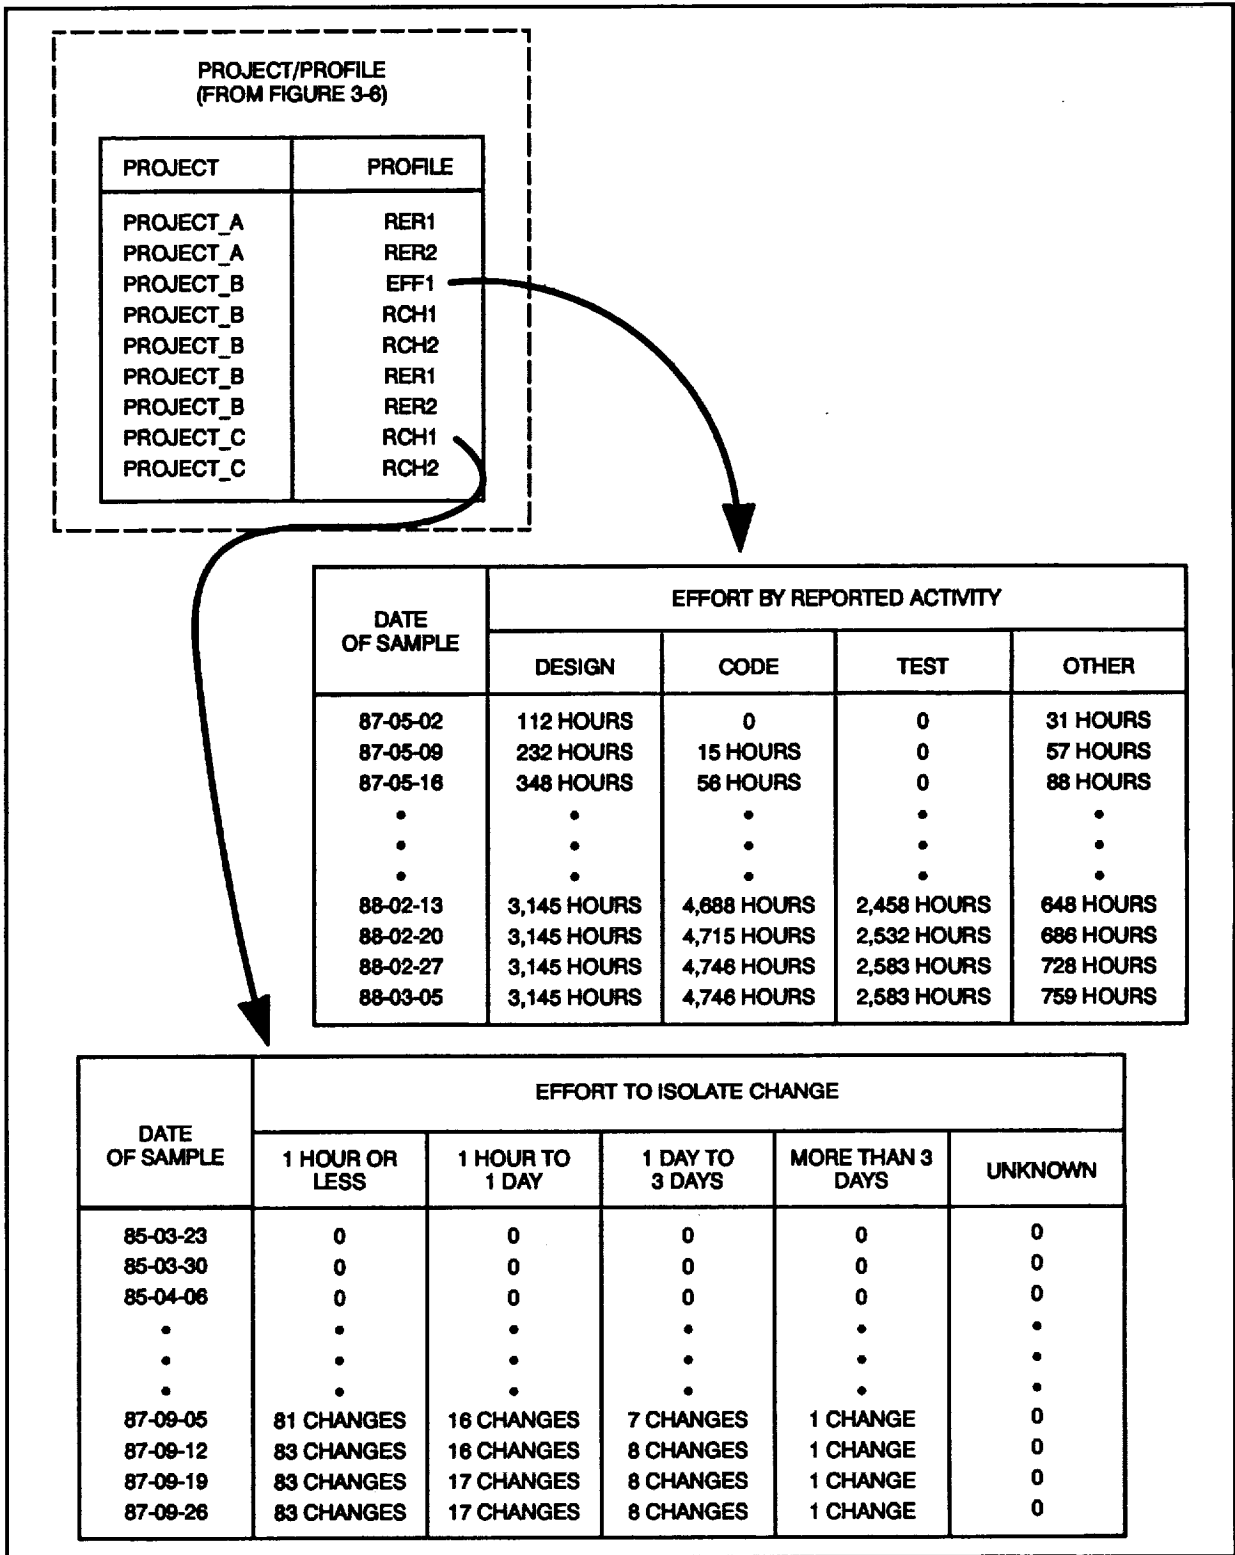 PROJECT/PROFILE
(FROM FIGURE 3-6)
PROJECT PROFILE
PROJECT_A RER1
PROJECT_A RER2
PROJECT_B EFF1
PROJECT_B RCH1
PROJECT_B RCH2
PROJECT_B RER1
PROJECT_B RER2
PROJECT_C RCH1
PROJECT_C RCH2
DATE
OF SAMPLE
EFFORT BY REPORTED ACTIVITY
DESIGN CODE TEST OTHER
87-05-02 112 HOURS 0 0 31 HOURS
87-05-09 232 HOURS 15 HOURS 0 57 HOURS
87-05-16 348 HOURS 56 HOURS 0 88 HOURS
88-02-13 3,145 HOURS 4,688 HOURS 2,458 HOURS 648 HOURS
88-02-20 3,145 HOURS 4,715 HOURS 2,532 HOURS 686 HOURS
88-02-27 3,145 HOURS 4,746 HOURS 2,583 HOURS 728 HOURS
88-03-05 3,145 HOURS 4,746 HOURS 2,583 HOURS 759 HOURS
DATE
OF SAMPLE
EFFORT TO ISOLATE CHANGE
1 HOUR OR
LESS
1 HOUR TO
1 DAY
1 DAY TO
3 DAYS
MORE THAN 3
DAYS
UNKNOWN
85-03-23 0 0 0 0 0
85-03-30 0 0 0 0 0
85-04-06 0 0 0 0 0
87-09-05 81 CHANGES 16 CHANGES 7 CHANGES 1 CHANGE 0
87-09-12 83 CHANGES 16 CHANGES 8 CHANGES 1 CHANGE 0
87-09-19 83 CHANGES 17 CHANGES 8 CHANGES 1 CHANGE 0
87-09-26 83 CHANGES 17 CHANGES 8 CHANGES 1 CHANGE 0